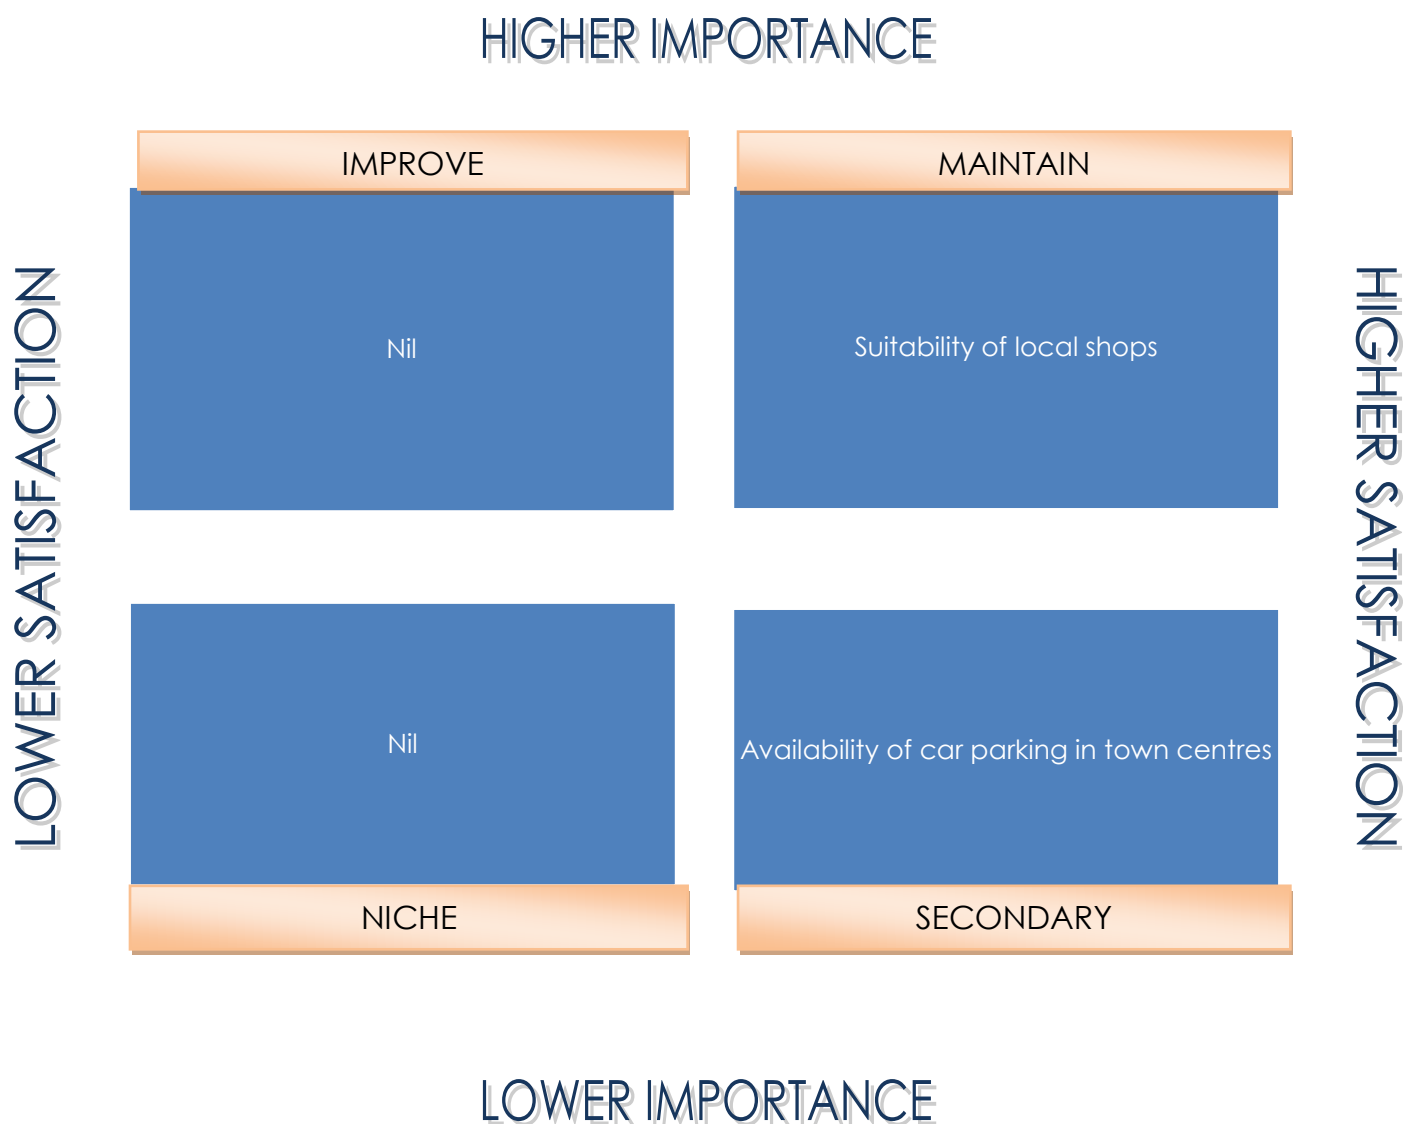 HIGHER IMPORTANCE
IMPROVE
MAINTAIN
LOWER SATISFACTION
Nil
Suitability of local shops
HIGHER SATISFACTION
Nil
Availability of car parking in town centres
NICHE
SECONDARY
LOWER IMPORTANCE